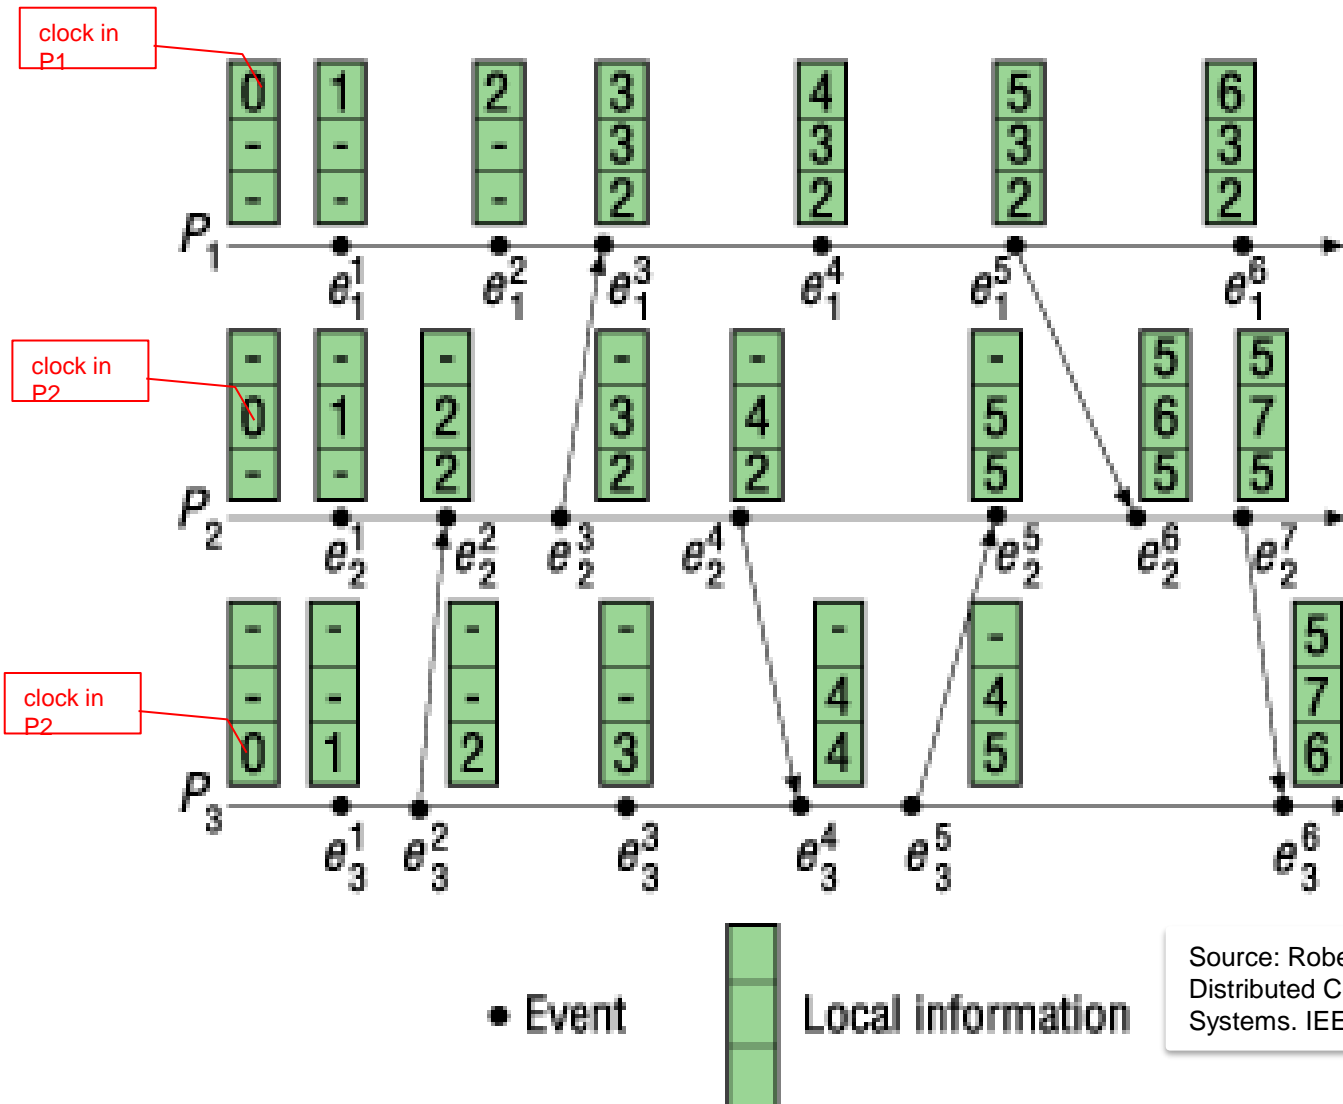 clock in
P1
0 1 2 3 4 5 6
- - - 3 3 3 3
- - - 2 2 2 2
P1
e₁¹ e₁² e₁³ e₁⁴ e₁⁵ e₁⁶
clock in
P2
- - - - - - 5 5
0 1 2 3 4 5 6 7
- - 2 2 2 5 5 5
P2
e₂¹ e₂² e₂³ e₂⁴ e₂⁵ e₂⁶ e₂⁷
clock in
P2
- - - - - - 5
- - - - 4 4 7
0 1 2 3 4 5 6
P3
e₃¹ e₃² e₃³ e₃⁴ e₃⁵ e₃⁶
Event
Local information
Source:
Distributed
Systems.